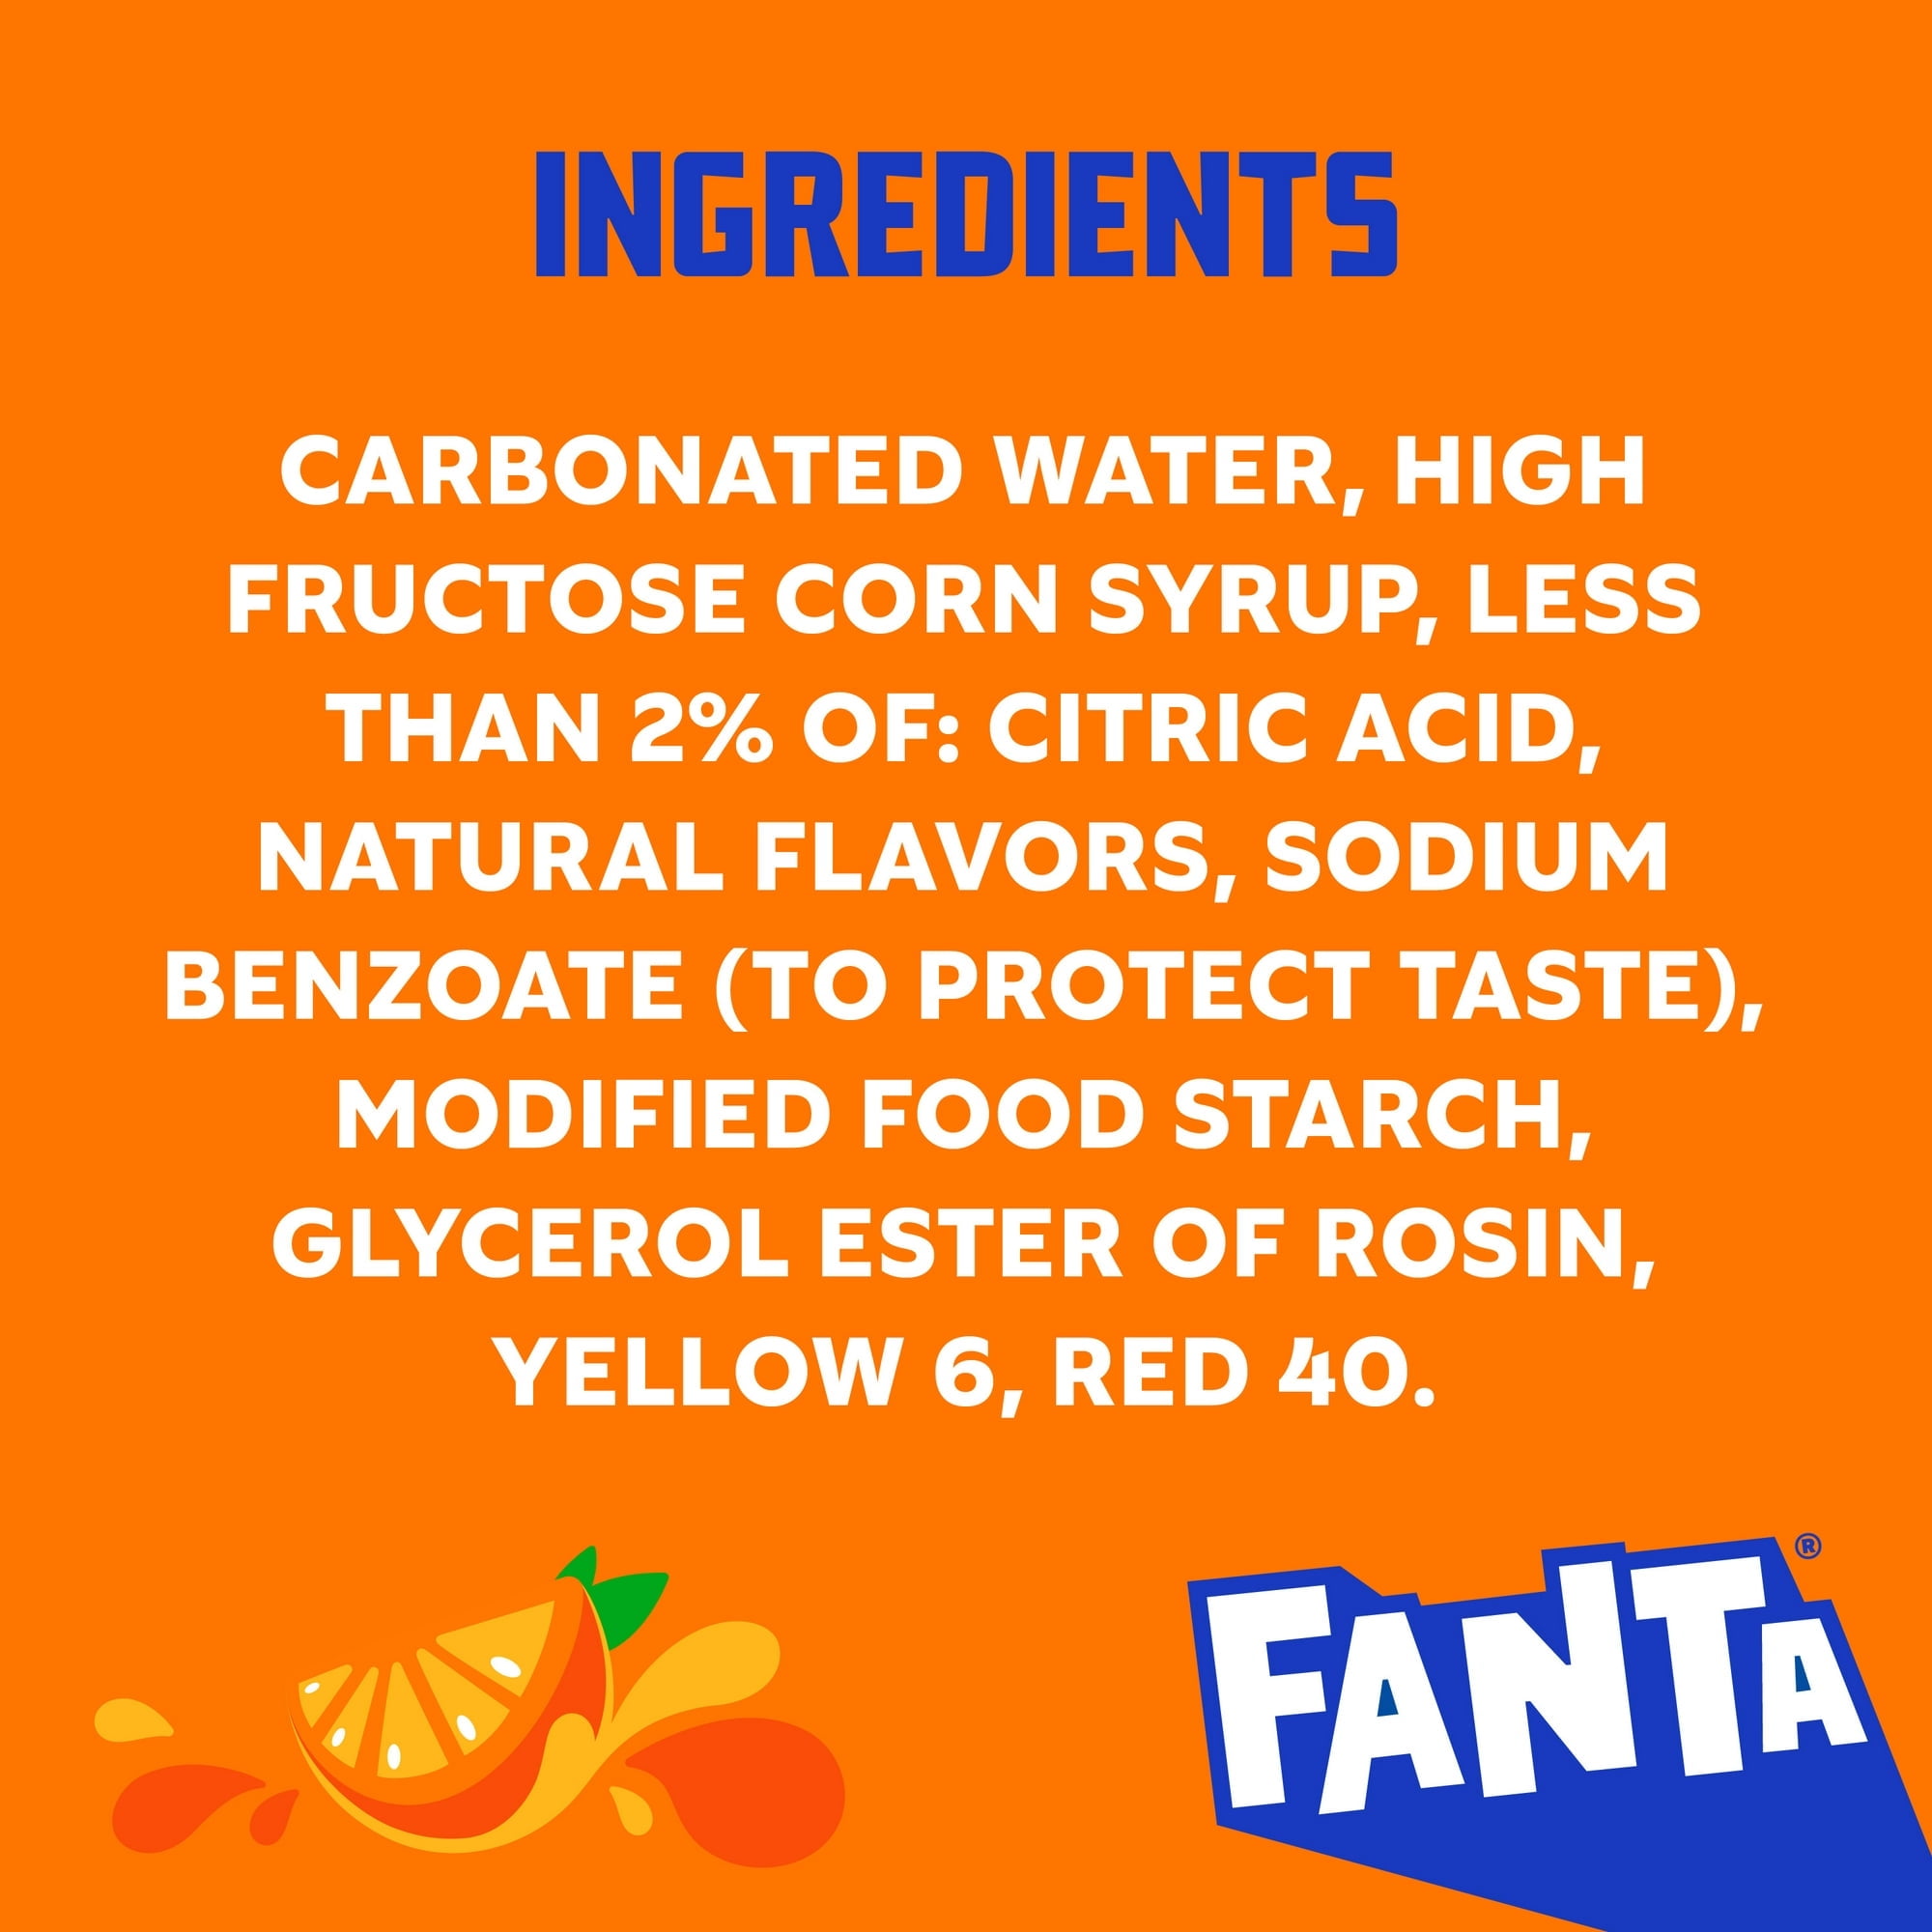 INGREDIENTS
CARBONATED WATER, HIGH
FRUCTOSE CORN SYRUP, LESS
THAN 2% OF: CITRIC ACID,
NATURAL FLAVORS, SODIUM
BENZOATE (TO PROTECT TASTE),
MODIFIED FOOD STARCH,
GLYCEROL ESTER OF ROSIN,
YELLOW 6, RED 40.
FANTA®